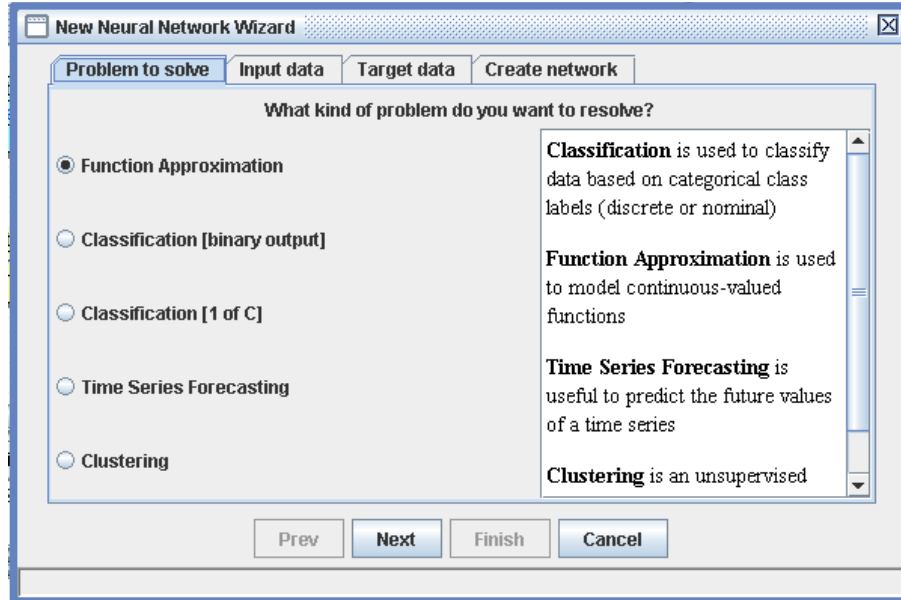 New Neural Network Wizard
Problem to solve Input data Target data Create network
What kind of problem do you want to resolve?
Function Approximation
Classification [binary output]
Classification [1 of C]
Time Series Forecasting
Clustering
Classification is used to classify
data based on categorical class
labels (discrete or nominal)
Function Approximation is used
to model continuous-valued
functions
Time Series Forecasting is
useful to predict the future values
of a time series
Clustering is an unsupervised
Prev Next Finish Cancel